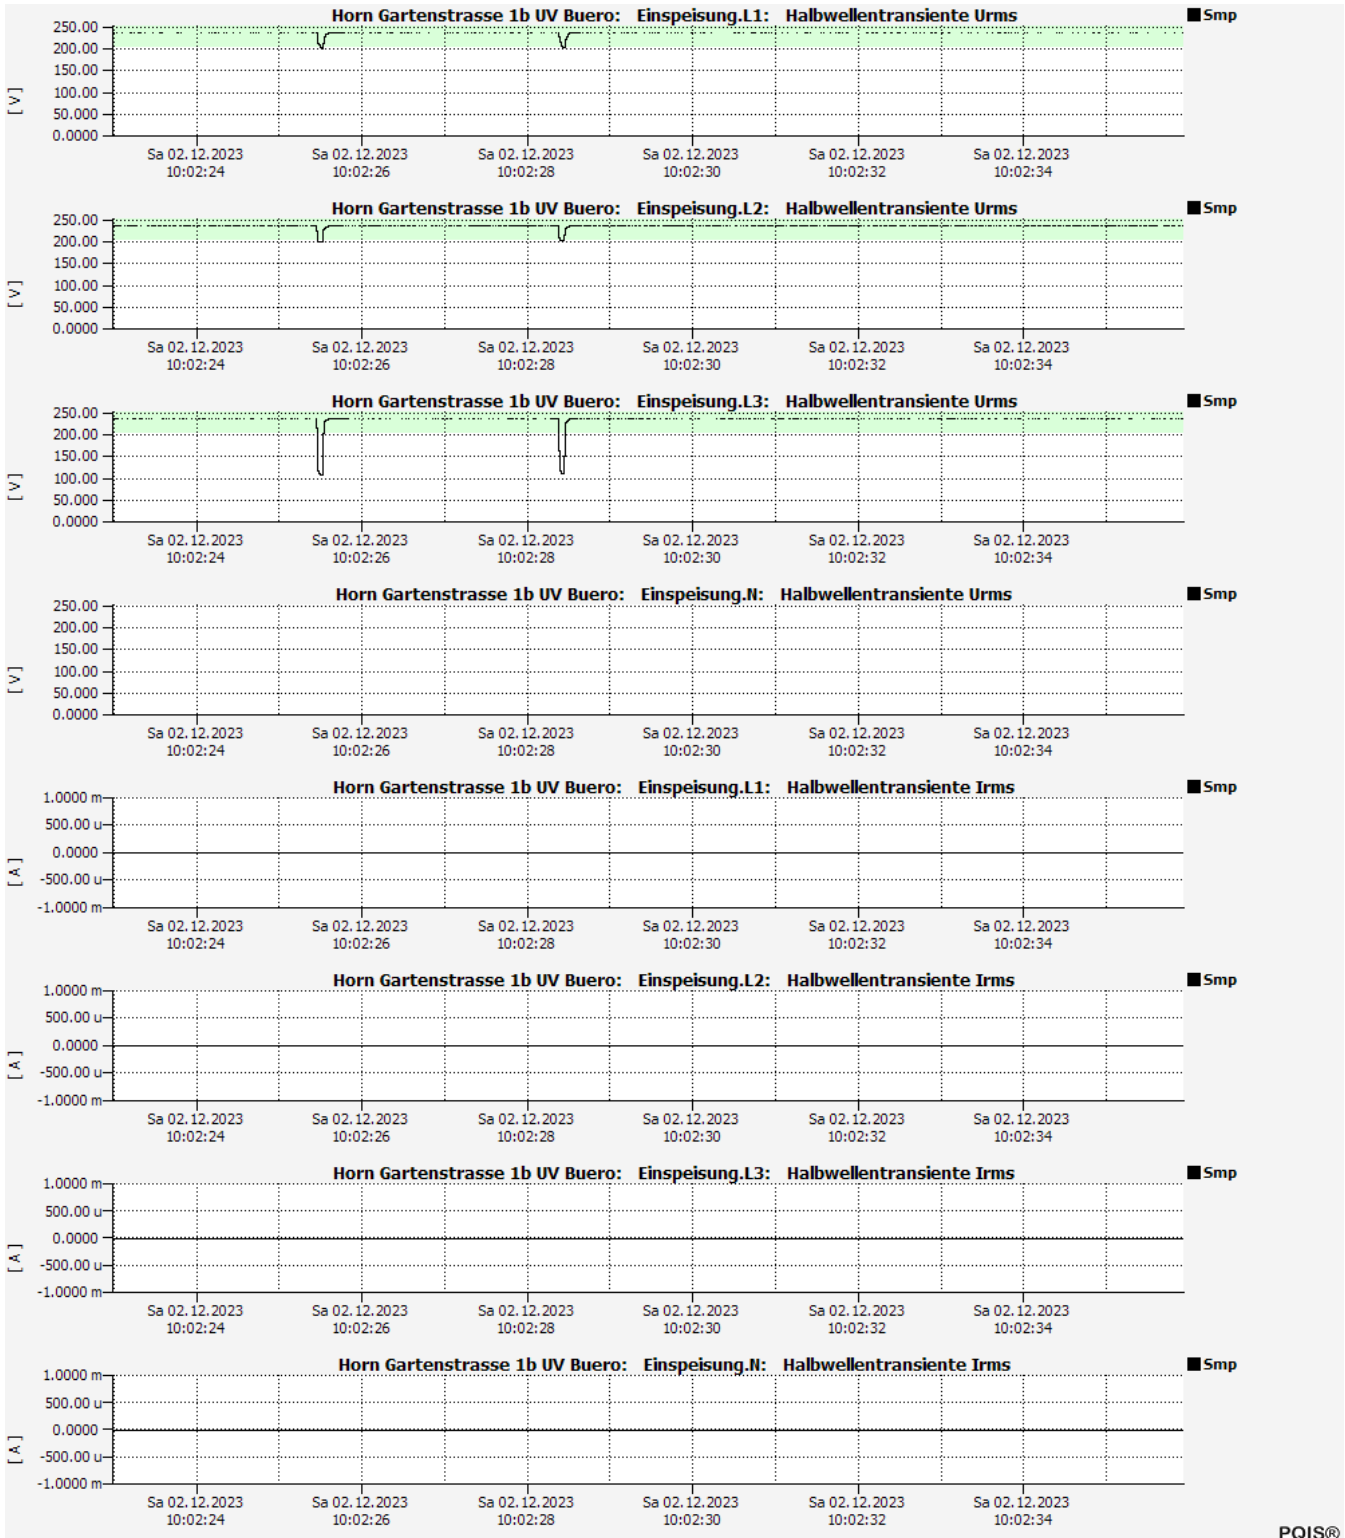 Horn Gartenstrasse 1b UV Buero: Einspeisung.L1: Halbwellentransiente Urms
Smp
250.00
200.00
150.00
100.00
50.000
0.0000
[ V]
Sa 02.12.2023 Sa 02.12.2023 Sa 02.12.2023 Sa 02.12.2023 Sa 02.12.2023 Sa 02.12.2023
10:02:24 10:02:26 10:02:28 10:02:30 10:02:32 10:02:34
Horn Gartenstrasse 1b UV Buero: Einspeisung.L2: Halbwellentransiente Urms
Smp
250.00
200.00
150.00
100.00
50.000
0.0000
[ V]
Sa 02.12.2023 Sa 02.12.2023 Sa 02.12.2023 Sa 02.12.2023 Sa 02.12.2023 Sa 02.12.2023
10:02:24 10:02:26 10:02:28 10:02:30 10:02:32 10:02:34
Horn Gartenstrasse 1b UV Buero: Einspeisung.L3: Halbwellentransiente Urms
Smp
250.00
200.00
150.00
100.00
50.000
0.0000
[ V]
Sa 02.12.2023 Sa 02.12.2023 Sa 02.12.2023 Sa 02.12.2023 Sa 02.12.2023 Sa 02.12.2023
10:02:24 10:02:26 10:02:28 10:02:30 10:02:32 10:02:34
Horn Gartenstrasse 1b UV Buero: Einspeisung.N: Halbwellentransiente Urms
Smp
250.00
200.00
150.00
100.00
50.000
0.0000
[ V]
Sa 02.12.2023 Sa 02.12.2023 Sa 02.12.2023 Sa 02.12.2023 Sa 02.12.2023 Sa 02.12.2023
10:02:24 10:02:26 10:02:28 10:02:30 10:02:32 10:02:34
Horn Gartenstrasse 1b UV Buero: Einspeisung.L1: Halbwellentransiente Irms
Smp
1.0000 m
500.00 u
0.0000
-500.00 u
-1.0000 m
[ A ]
Sa 02.12.2023 Sa 02.12.2023 Sa 02.12.2023 Sa 02.12.2023 Sa 02.12.2023 Sa 02.12.2023
10:02:24 10:02:26 10:02:28 10:02:30 10:02:32 10:02:34
Horn Gartenstrasse 1b UV Buero: Einspeisung.L2: Halbwellentransiente Irms
Smp
1.0000 m
500.00 u
0.0000
-500.00 u
-1.0000 m
[ A ]
Sa 02.12.2023 Sa 02.12.2023 Sa 02.12.2023 Sa 02.12.2023 Sa 02.12.2023 Sa 02.12.2023
10:02:24 10:02:26 10:02:28 10:02:30 10:02:32 10:02:34
Horn Gartenstrasse 1b UV Buero: Einspeisung.L3: Halbwellentransiente Irms
Smp
1.0000 m
500.00 u
0.0000
-500.00 u
-1.0000 m
[ A ]
Sa 02.12.2023 Sa 02.12.2023 Sa 02.12.2023 Sa 02.12.2023 Sa 02.12.2023 Sa 02.12.2023
10:02:24 10:02:26 10:02:28 10:02:30 10:02:32 10:02:34
Horn Gartenstrasse 1b UV Buero: Einspeisung.N: Halbwellentransiente Irms
Smp
1.0000 m
500.00 u
0.0000
-500.00 u
-1.0000 m
[ A ]
Sa 02.12.2023 Sa 02.12.2023 Sa 02.12.2023 Sa 02.12.2023 Sa 02.12.2023 Sa 02.12.2023
10:02:24 10:02:26 10:02:28 10:02:30 10:02:32 10:02:34
PQIS®